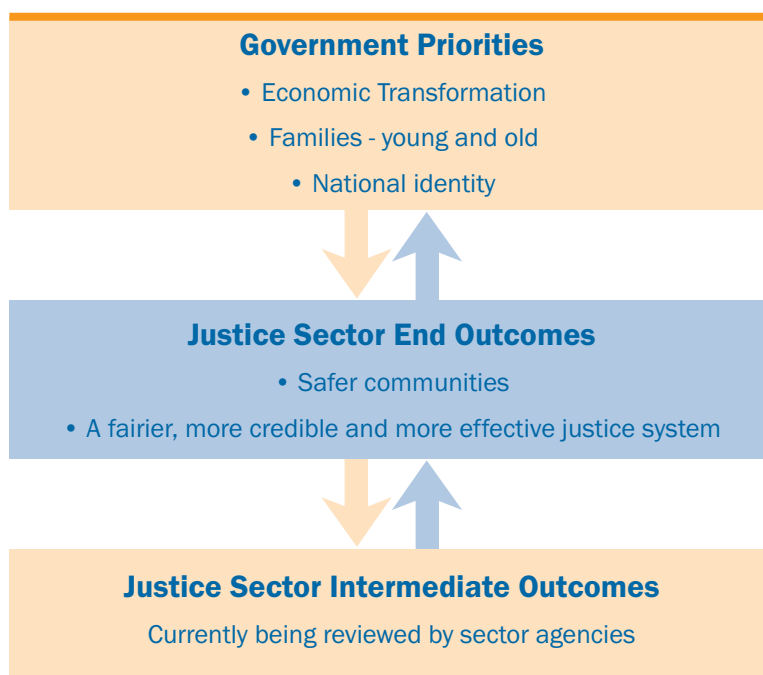 Government Priorities
• Economic Transformation
• Families - young and old
• National identity
Justice Sector End Outcomes
• Safer communities
• A fairier, more credible and more effective justice system
Justice Sector Intermediate Outcomes
Currently being reviewed by sector agencies